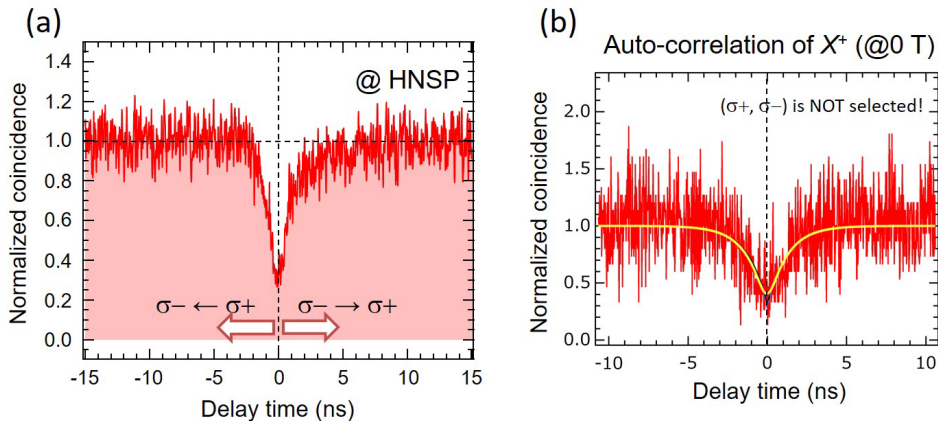 (a)
@ HNSP
Normalized coincidence
1.4
1.2
1.0
0.8
0.6
0.4
0.2
0.0
σ− ← σ+
σ− → σ+
-15
-10
-5
0
5
10
15
Delay time (ns)
(b)
Auto-correlation of X⁺ (@0 T)
(σ+, σ−) is NOT selected!
Normalized coincidence
2.0
1.5
1.0
0.5
0.0
-10
-5
0
5
10
Delay time (ns)